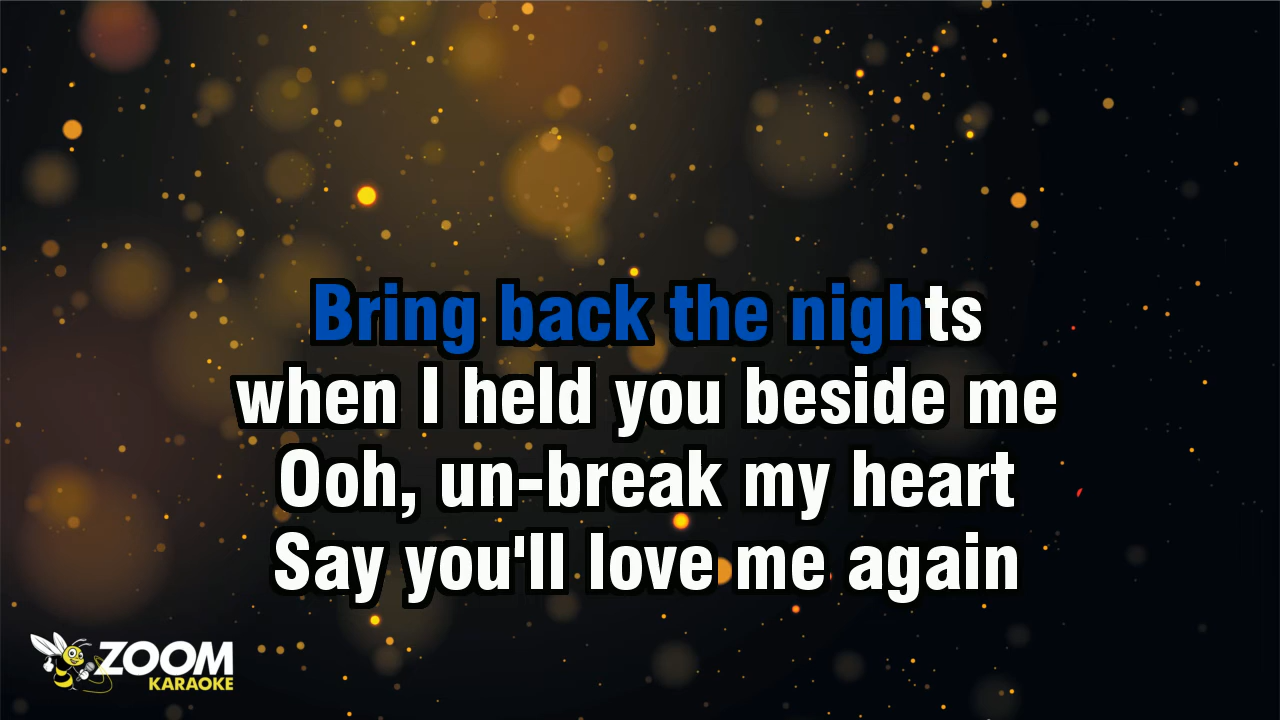 Bring back the nights
when I held you beside me
Ooh, un-break my heart
Say you'll love me again
ZOOM
KARAOKE